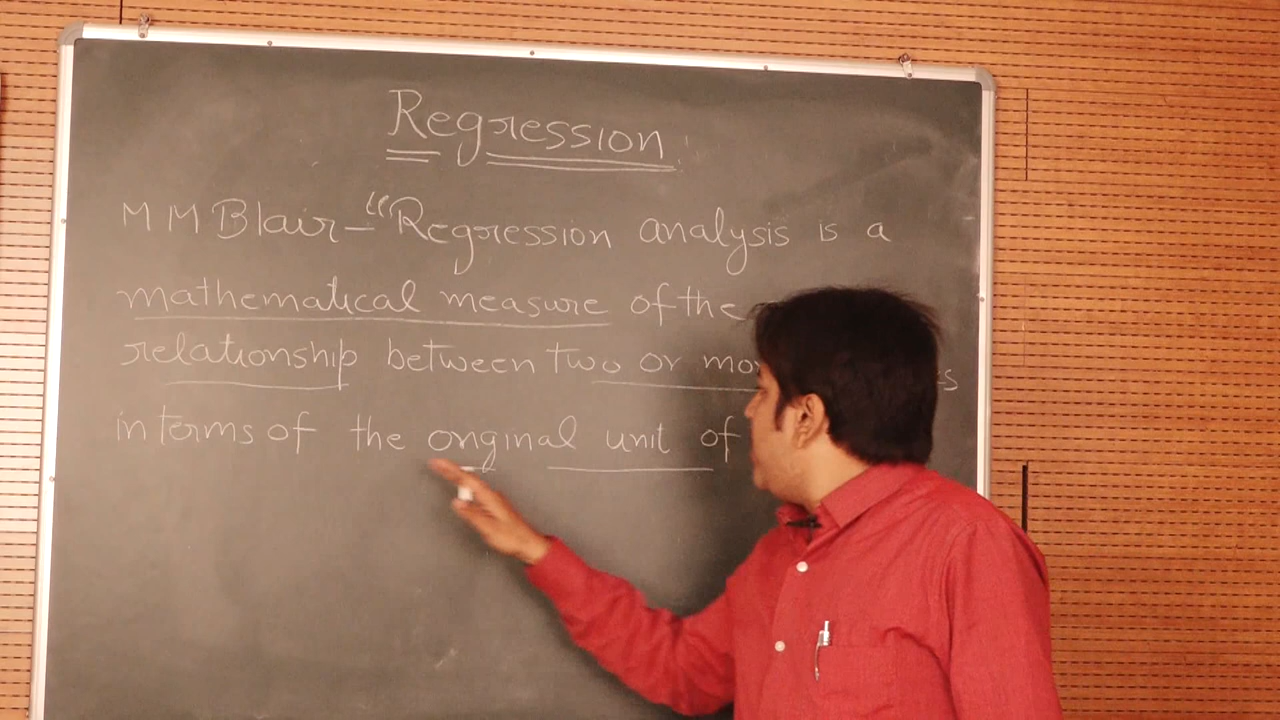 Regression
M M Blair - "Regression analysis is a
mathematical measure of the
relationship between two or
in terms of the original unit of